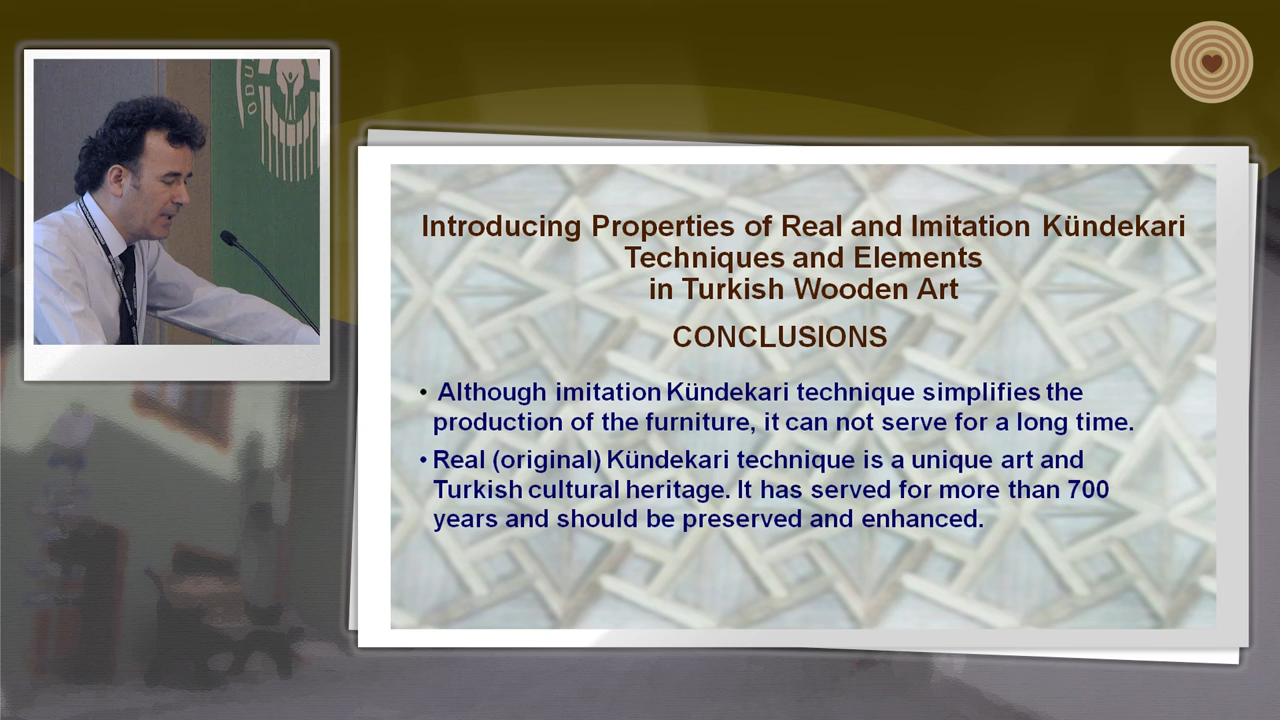 ODU
Introducing Properties of Real and Imitation Kündekari
Techniques and Elements
in Turkish Wooden Art
CONCLUSIONS
• Although imitation Kündekari technique simplifies the
production of the furniture, it can not serve for a long time.
• Real (original) Kündekari technique is a unique art and
Turkish cultural heritage. It has served for more than 700
years and should be preserved and enhanced.